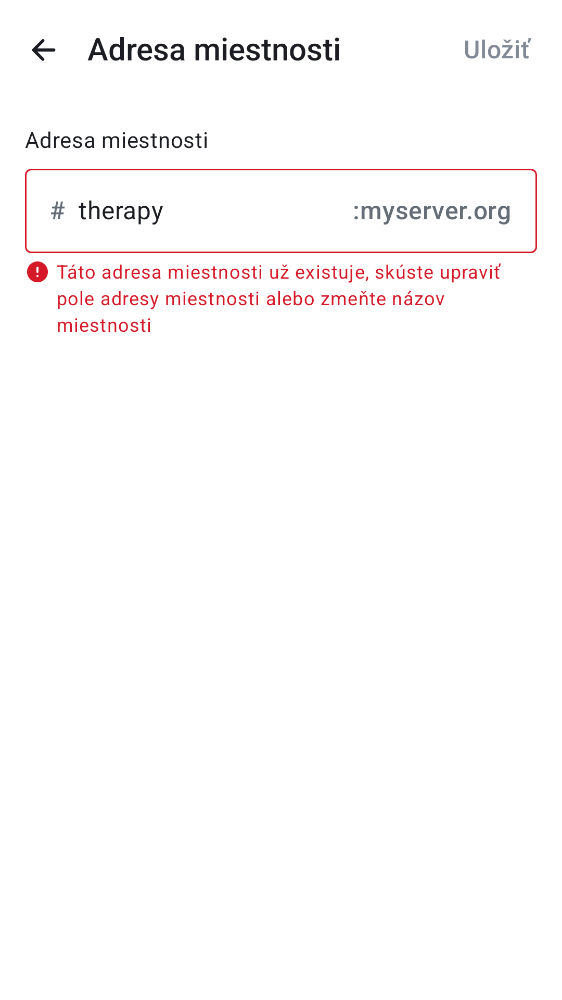 Adresa miestnosti
Uložiť
Adresa miestnosti
# therapy :myserver.org
Táto adresa miestnosti už existuje, skúste upraviť
pole adresy miestnosti alebo zmeňte názov
miestnosti